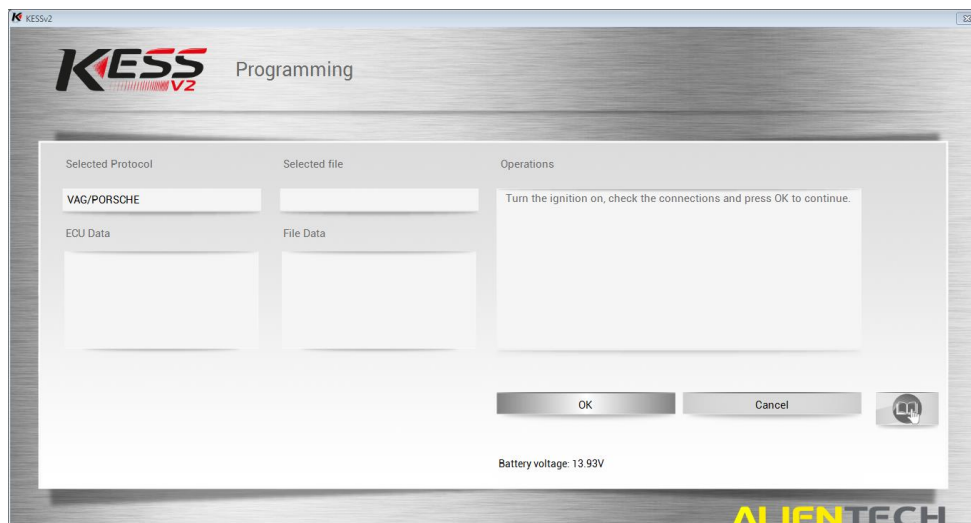 KESSv2
KESS V2
Programming
Selected Protocol
Selected file
Operations
VAG/PORSCHE
Turn the ignition on, check the connections and press OK to continue.
ECU Data
File Data
OK
Cancel
Battery voltage: 13.93V
ALIENTECH